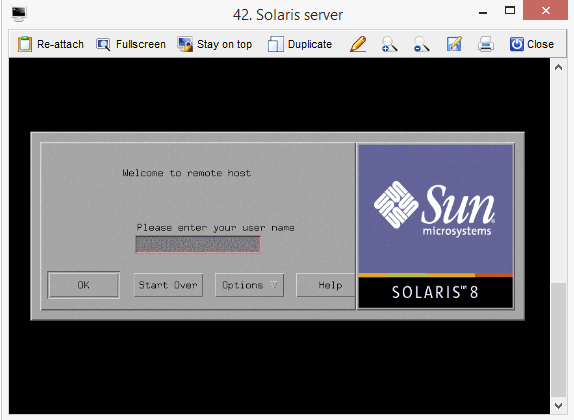 42. Solaris server
Re-attach Fullscreen Stay on top Duplicate Close
Welcome to remote host
Please enter your user name
OK Start Over Options Help
Sun
microsystems
SOLARIS™ 8